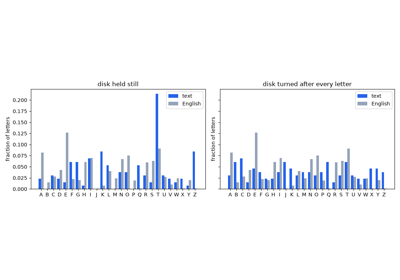 disk held still
text
English
fraction of letters
0.200
0.175
0.150
0.125
0.100
0.075
0.050
0.025
0.000
A B C D E F G H I J K L M N O P Q R S T U V W X Y Z
disk turned after every letter
text
English
fraction of letters
A B C D E F G H I J K L M N O P Q R S T U V W X Y Z